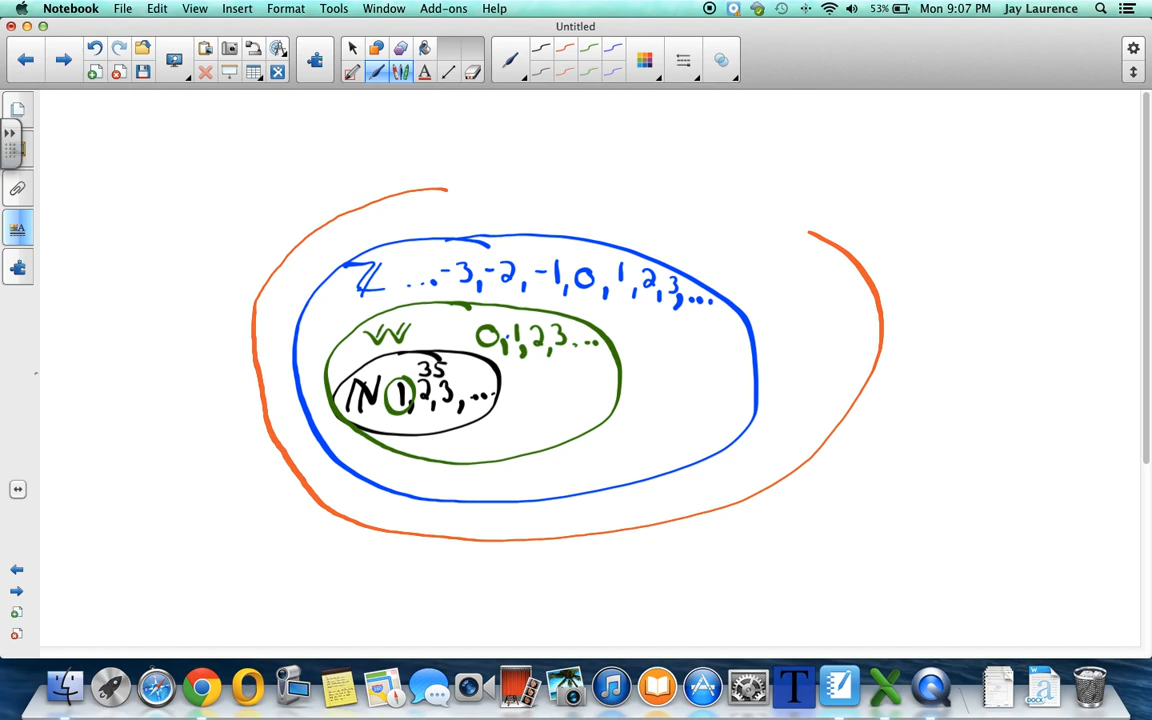 Notebook File Edit View Insert Format Tools Window Add-ons Help 53% Mon 9:07 PM Jay Laurence
Untitled
ℤ ...-3,-2,-1,0,1,2,3,...
W 0,1,2,3...
35
ℕ 1,2,3,...